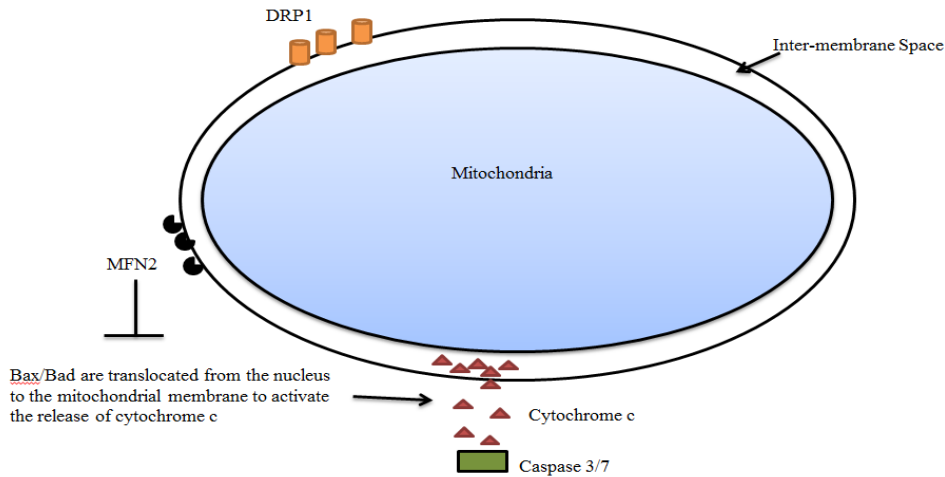 DRP1
Inter-membrane Space
Mitochondria
MFN2
Bax/Bad are translocated from the nucleus
to the mitochondrial membrane to activate
the release of cytochrome c
Cytochrome c
Caspase 3/7